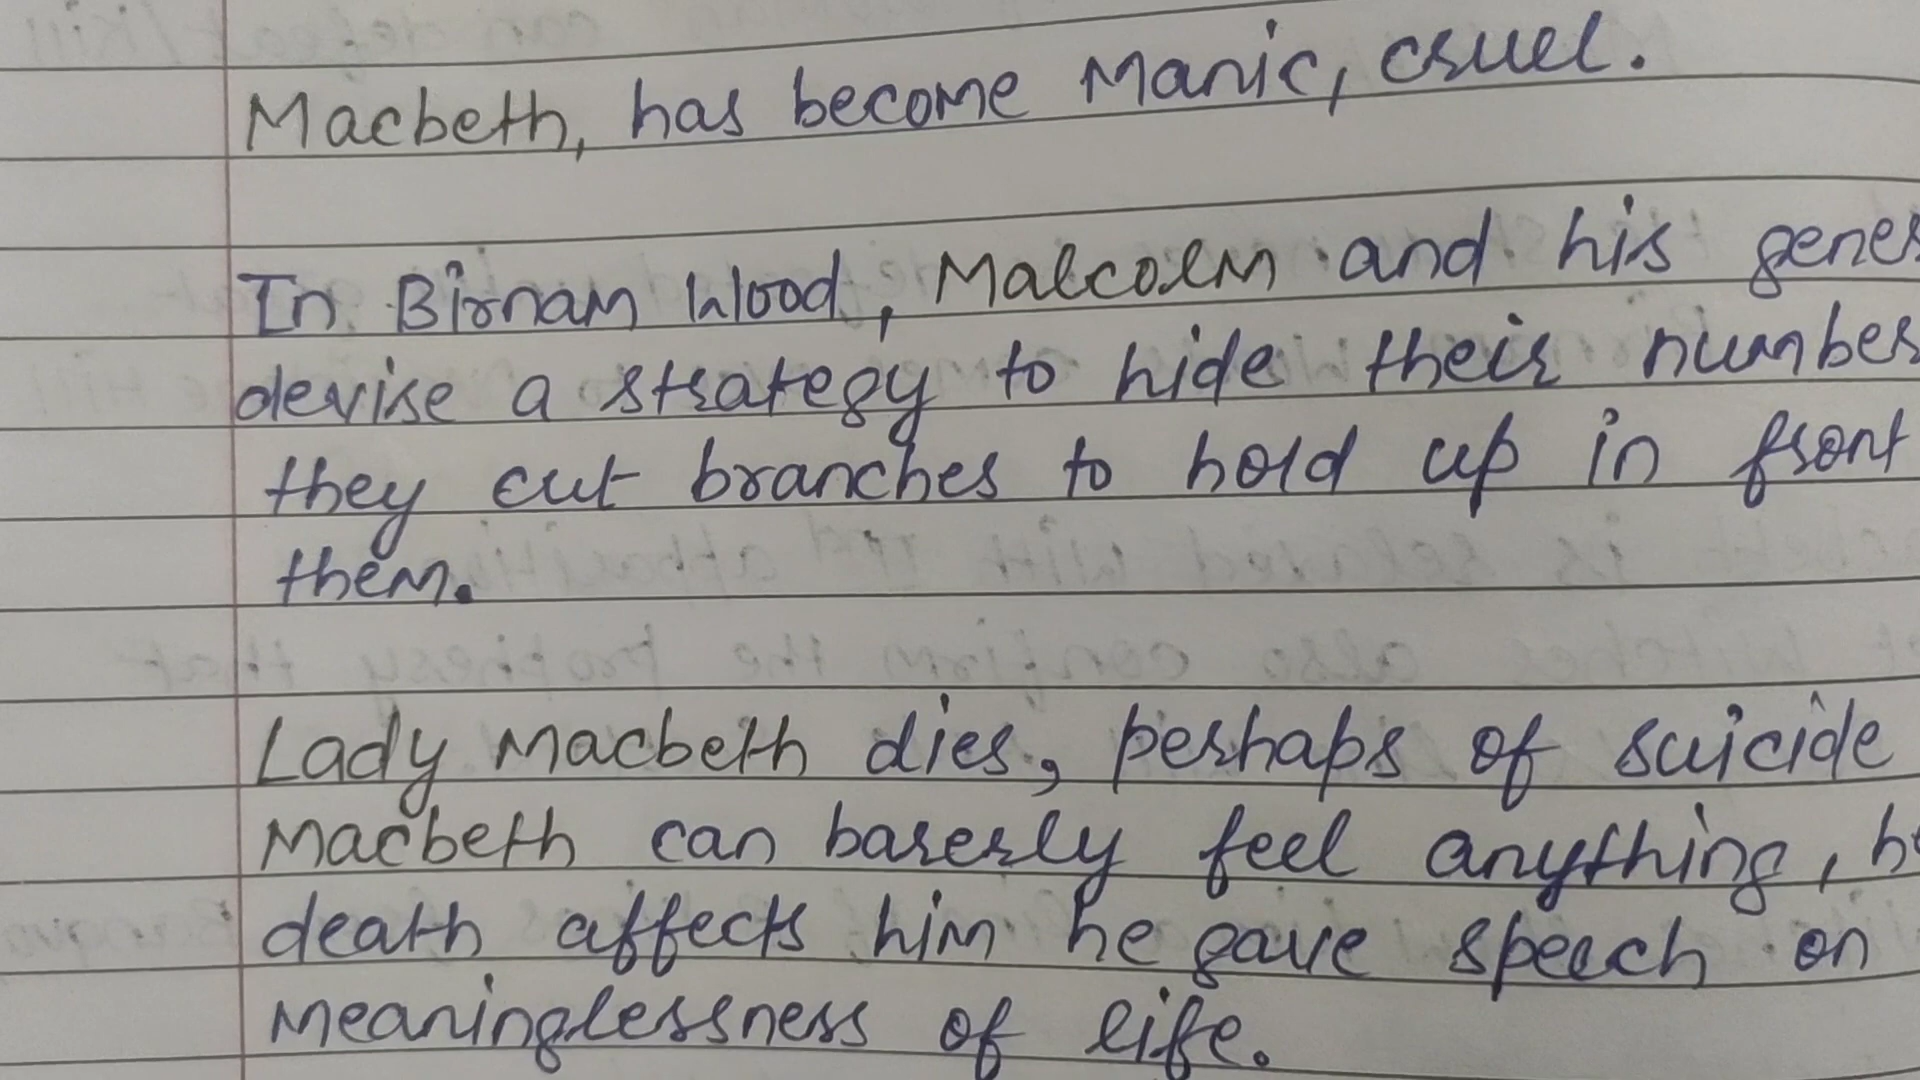 Macbeth, has become Manic, cruel.
In Birnam Wood, Malcolm and his gener
devise a strategy to hide their number
they cut branches to hold up in front
them.
Lady Macbeth dies, perhaps of suicide
Macbeth can barerly feel anything, h
death affects him he gave speech on
meaninglessness of life.